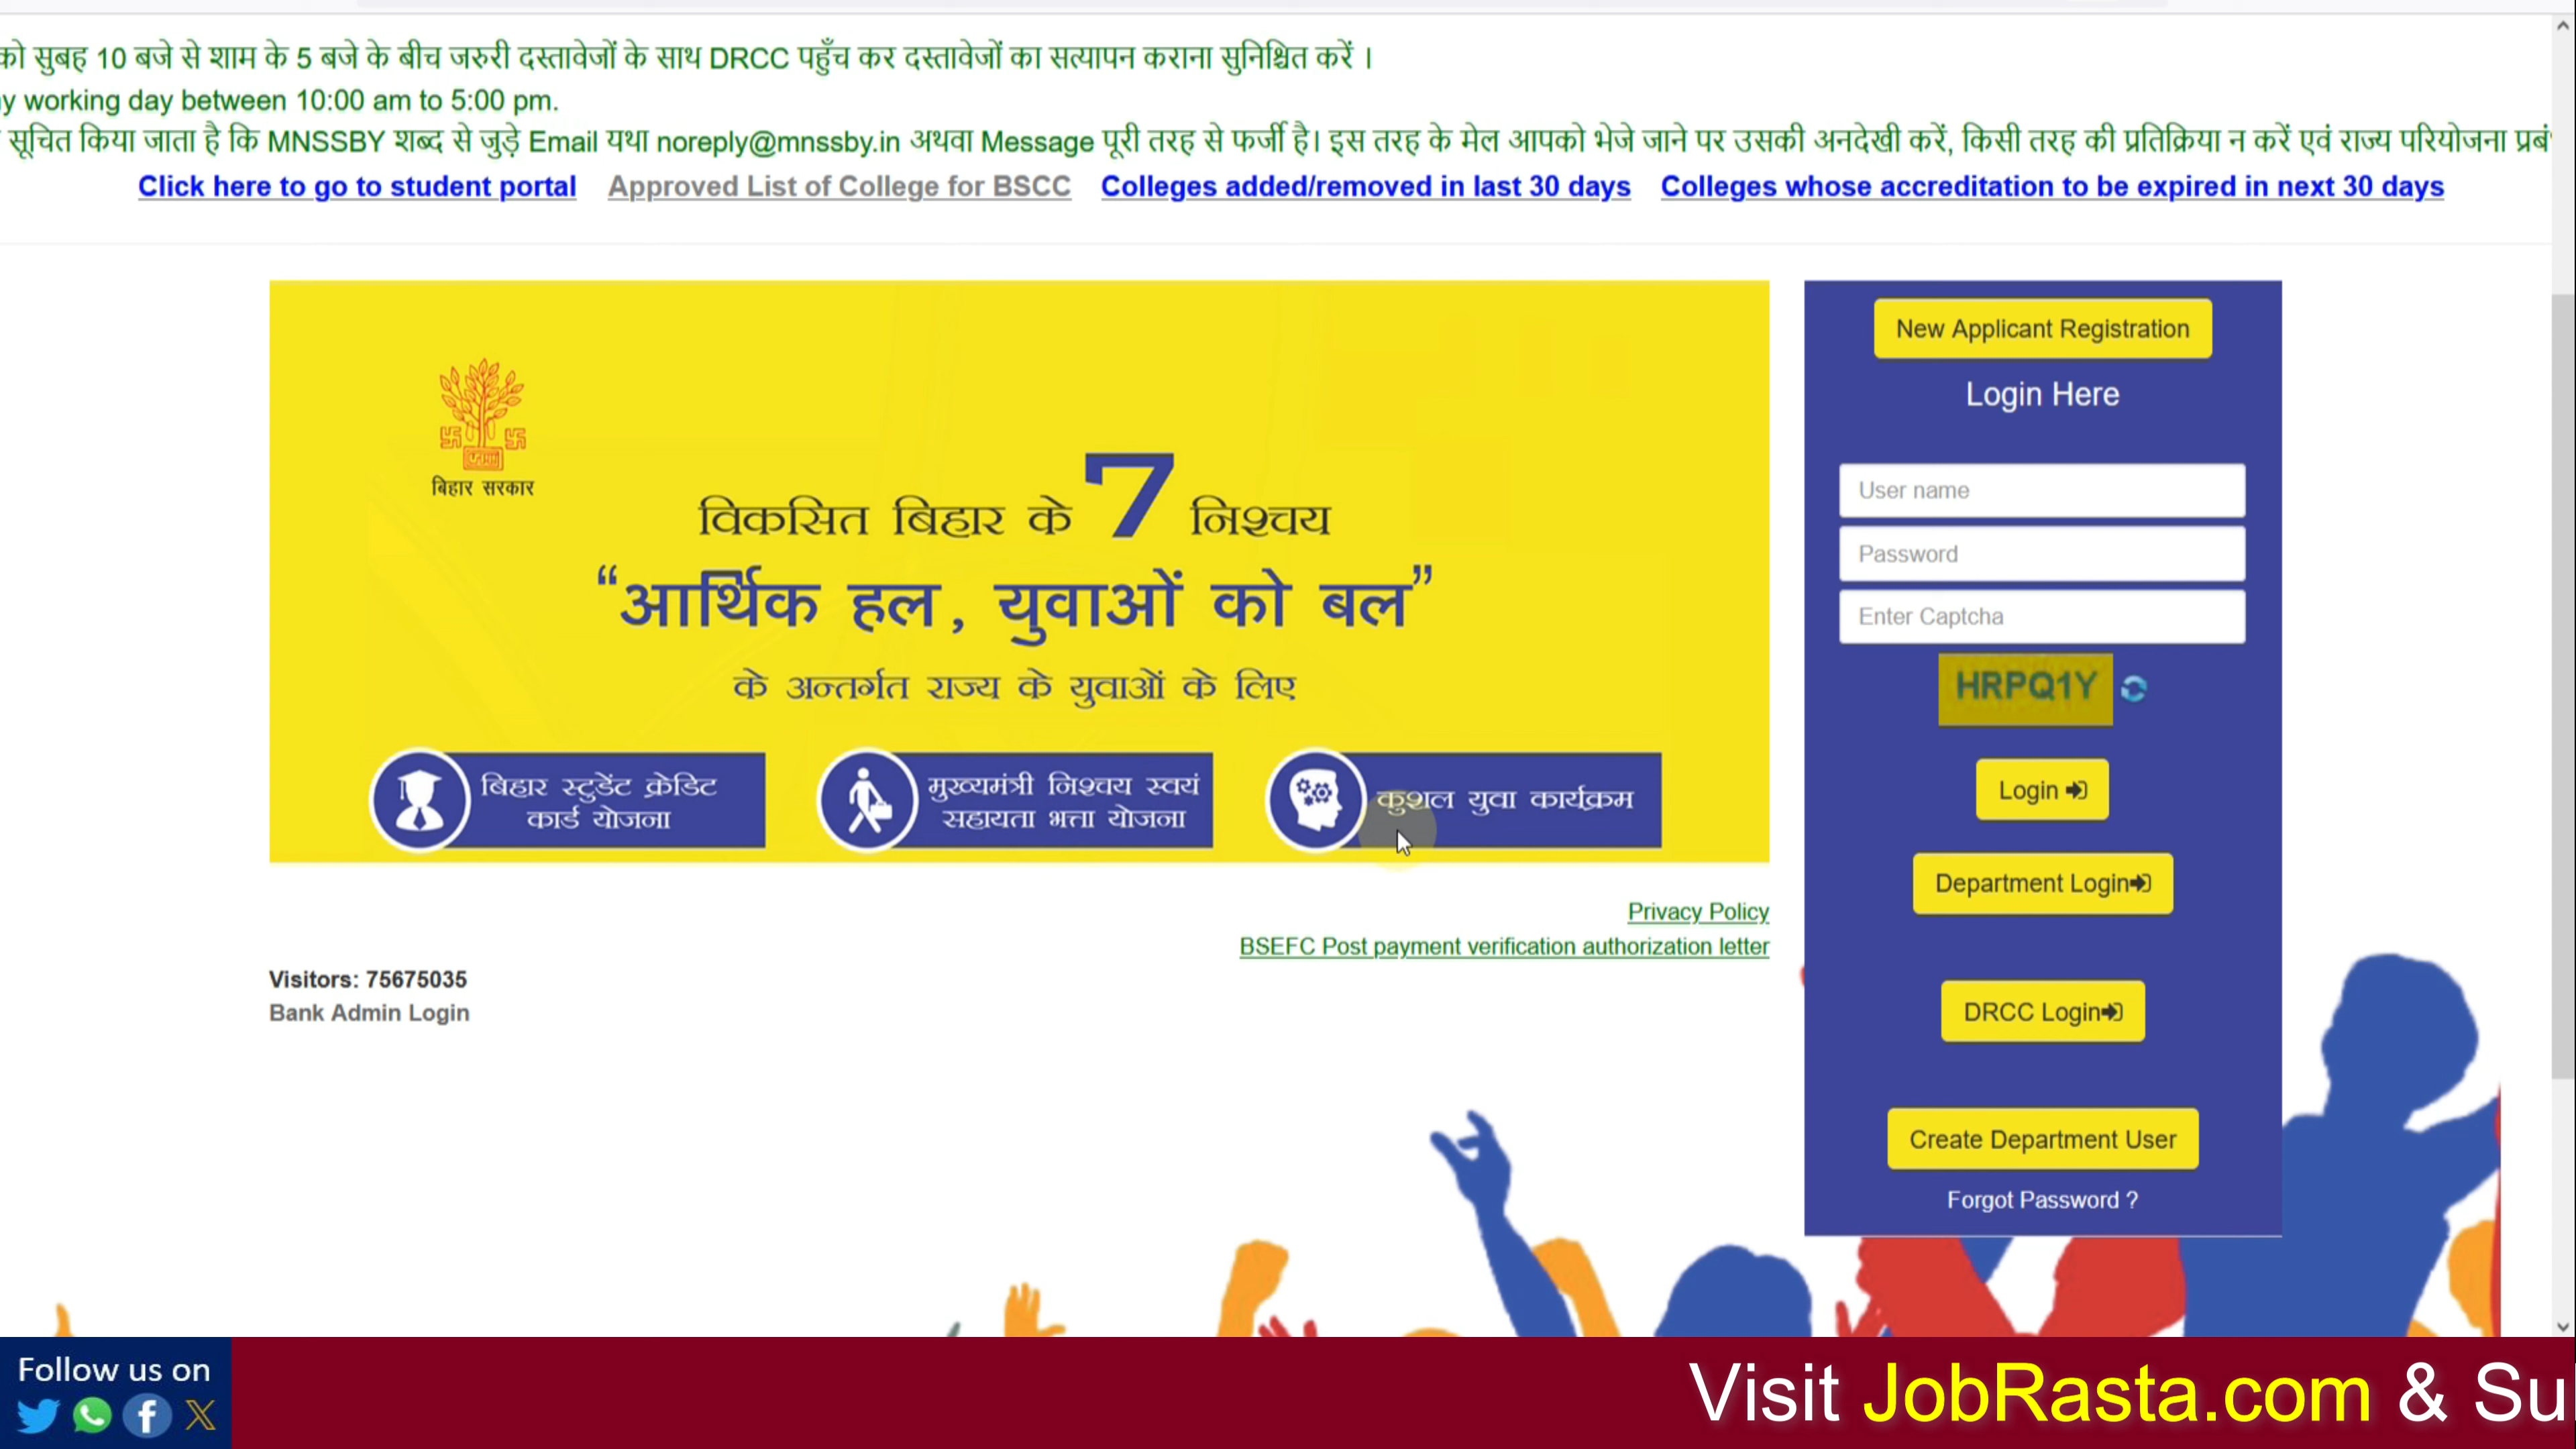 को सुबह 10 बजे से शाम के 5 बजे के बीच जरुरी दस्तावेजों के साथ DRCC पहुँच कर दस्तावेजों का सत्यापन कराना सुनिश्चित करें ।
working day between 10:00 am to 5:00 pm.
सूचित किया जाता है कि MNSSBY शब्द से जुड़े Email यथा noreply@mnssby.in अथवा Message पूरी तरह से फर्जी है। इस तरह के मेल आपको भेजे जाने पर उसकी अनदेखी करें, किसी तरह की प्रतिक्रिया न करें एवं राज्य परियोजना
Click here to go to student portal Approved List of College for BSCC Colleges added/removed in last 30 days Colleges whose accreditation to be expired in next 30 days
बिहार सरकार
विकसित बिहार के 7 निश्चय
“आर्थिक हल, युवाओं को बल”
के अन्तर्गत राज्य के युवाओं के लिए
बिहार स्टुडेंट क्रेडिट
कार्ड योजना
मुख्यमंत्री निश्चय स्वयं
सहायता भत्ता योजना
कुशल युवा कार्यक्रम
Privacy Policy
BSEFC Post payment verification authorization letter
Visitors: 75675035
Bank Admin Login
New Applicant Registration
Login Here
User name
Password
Enter Captcha
HRPQ1Y
Login
Department Login
DRCC Login
Create Department User
Forgot Password ?
Follow us on
Visit JobRasta.com & Su